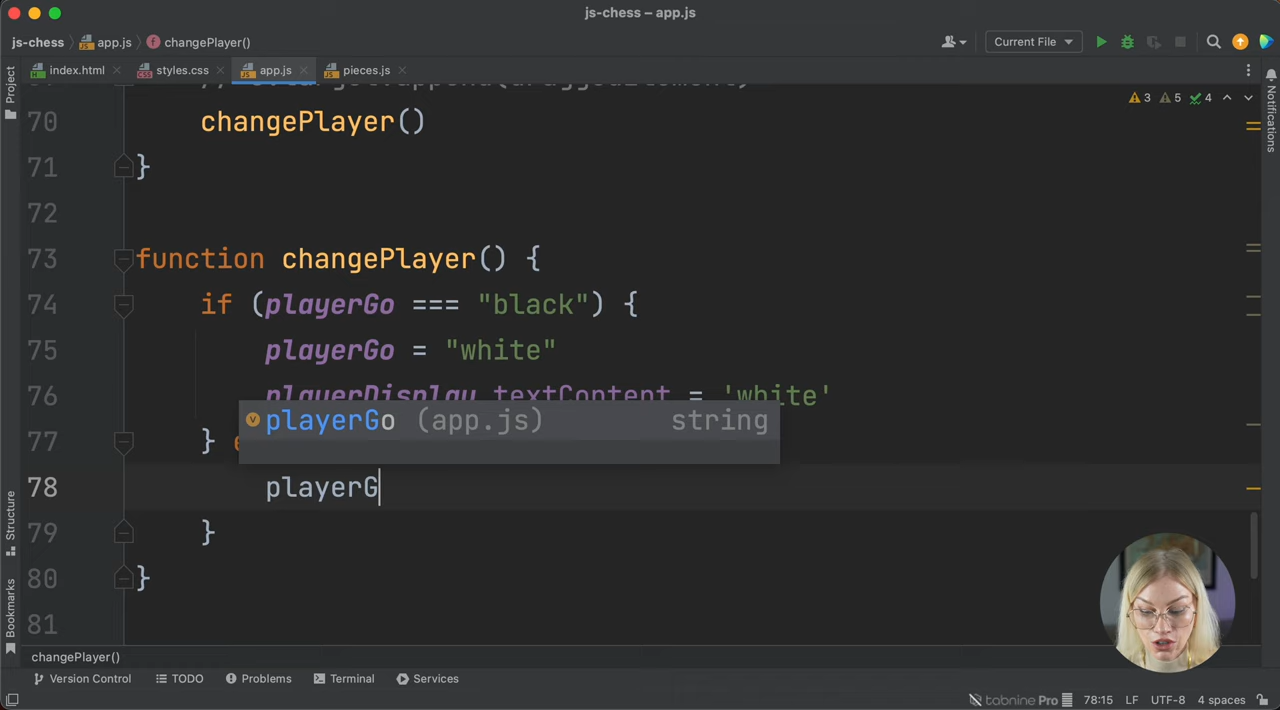 js-chess – app.js
js-chess app.js changePlayer() Current File
index.html styles.css app.js pieces.js
3 5 4
70 changePlayer()
71 }
72
73 function changePlayer() {
74 if (playerGo === "black") {
75 playerGo = "white"
76 playerDisplay.textContent = 'white'
playerGo (app.js) string
77 }
78 playerG
79 }
80 }
81
changePlayer()
Version Control TODO Problems Terminal Services
tabnine Pro 78:15 LF UTF-8 4 spaces
Project
Structure
Bookmarks
Notifications